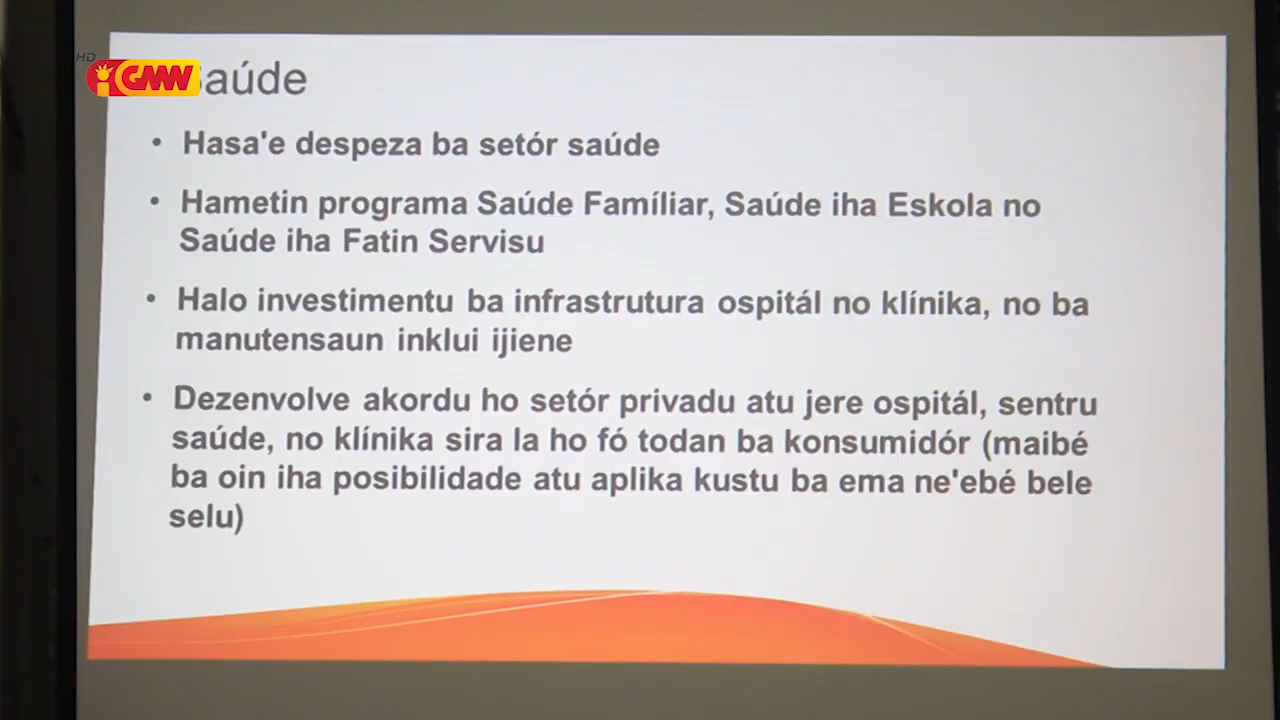 HD
GMN
aúde
• Hasa'e despeza ba setór saúde
• Hametin programa Saúde Famíliar, Saúde iha Eskola no
Saúde iha Fatin Servisu
• Halo investimentu ba infrastrutura ospitál no klínika, no ba
manutensaun inklui ijiene
• Dezenvolve akordu ho setór privadu atu jere ospitál, sentru
saúde, no klínika sira la ho fó todan ba konsumidór (maibé
ba oin iha posibilidade atu aplika kustu ba ema ne'ebé bele
selu)